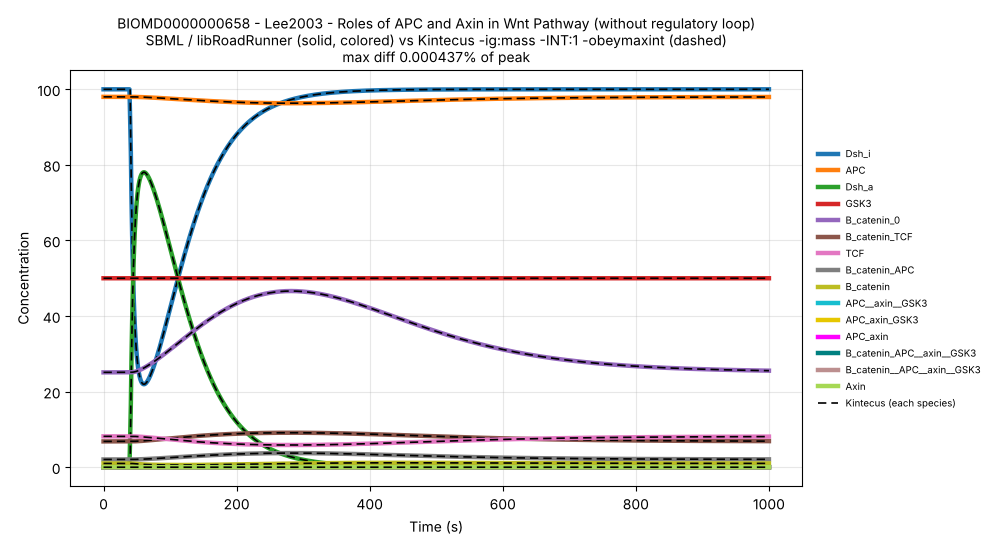 BIOMD0000000658 - Lee2003 - Roles of APC and Axin in Wnt Pathway (without regulatory loop)
SBML / libRoadRunner (solid, colored) vs Kintecus -ig:mass -INT:1 -obeymaxint (dashed)
max diff 0.000437% of peak
100
80
60
40
20
0
Concentration
0 200 400 600 800 1000
Time (s)
Dsh_i
APC
Dsh_a
GSK3
B_catenin_0
B_catenin_TCF
TCF
B_catenin_APC
B_catenin
APC__axin__GSK3
APC_axin_GSK3
APC_axin
B_catenin_APC__axin__GSK3
B_catenin__APC__axin__GSK3
Axin
Kintecus (each species)